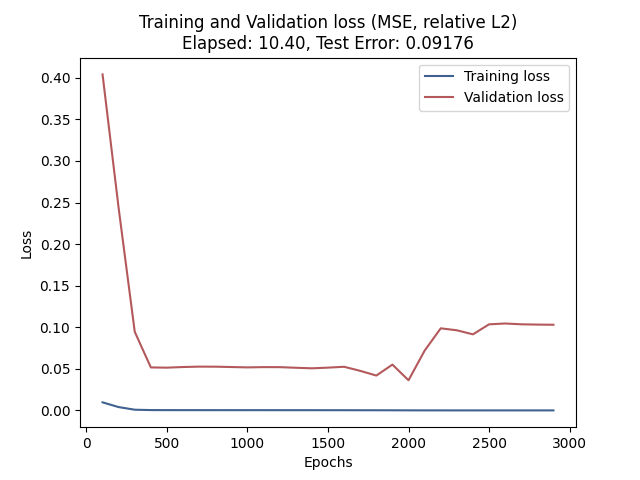 Training and Validation loss (MSE, relative L2)
Elapsed: 10.40, Test Error: 0.09176
Training loss
Validation loss
0.40
0.35
0.30
0.25
0.20
0.15
0.10
0.05
0.00
Loss
0 500 1000 1500 2000 2500 3000
Epochs